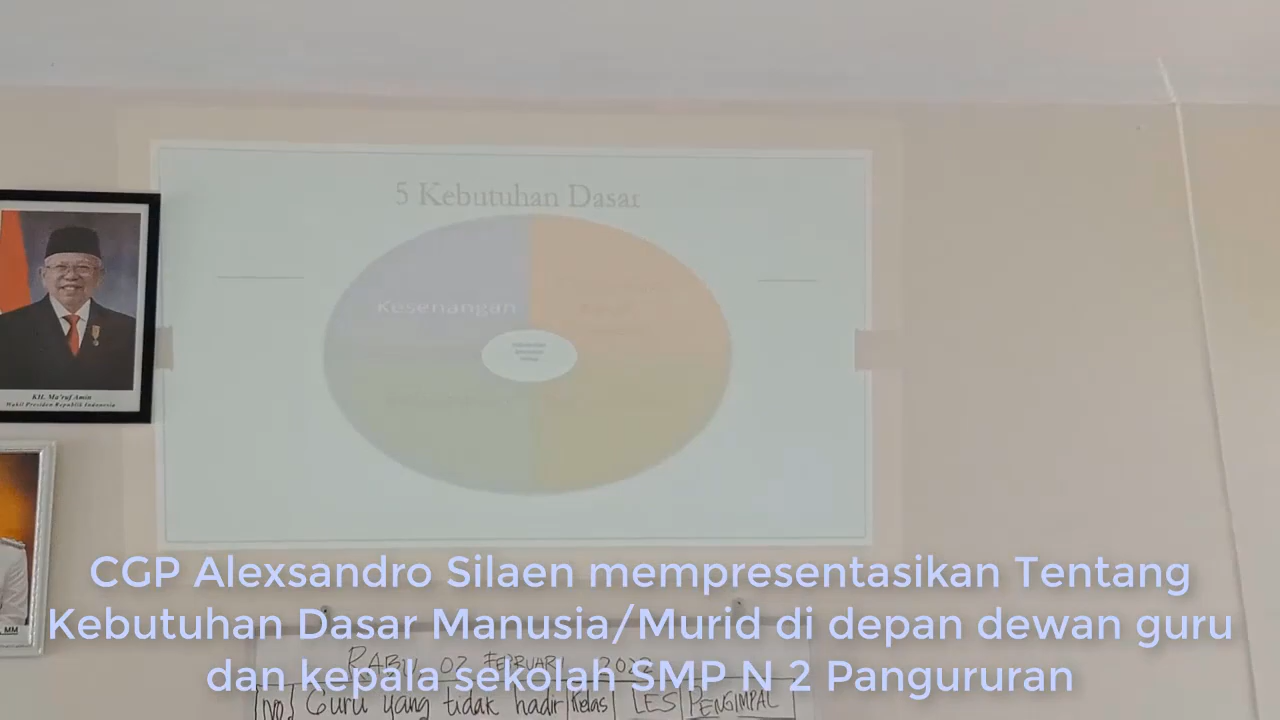 5 Kebutuhan Dasar
Kesenangan
KH. Ma'ruf Amin
Wakil Presiden Republik Indonesia
MM
CGP Alexsandro Silaen mempresentasikan Tentang
Kebutuhan Dasar Manusia/Murid di depan dewan guru
dan kepala sekolah SMP N 2 Pangururan
RABU 02 FEBRUARI 2022
NO Guru yang tidak hadir Kelas LES PENGIMPAL